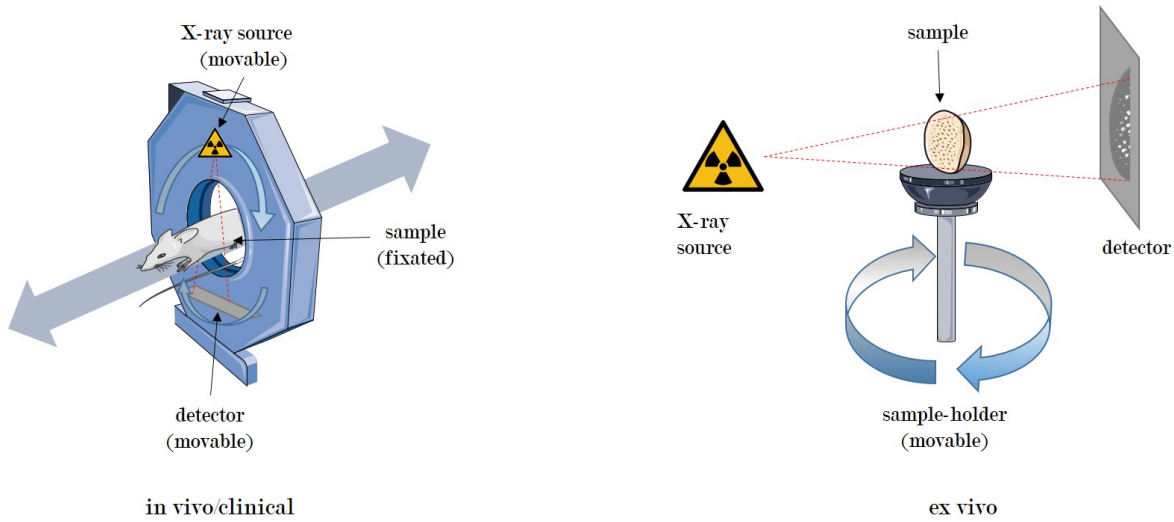 X-ray source
(movable)
sample
(fixated)
detector
(movable)
in vivo/clinical
sample
X-ray
source
detector
sample-holder
(movable)
ex vivo